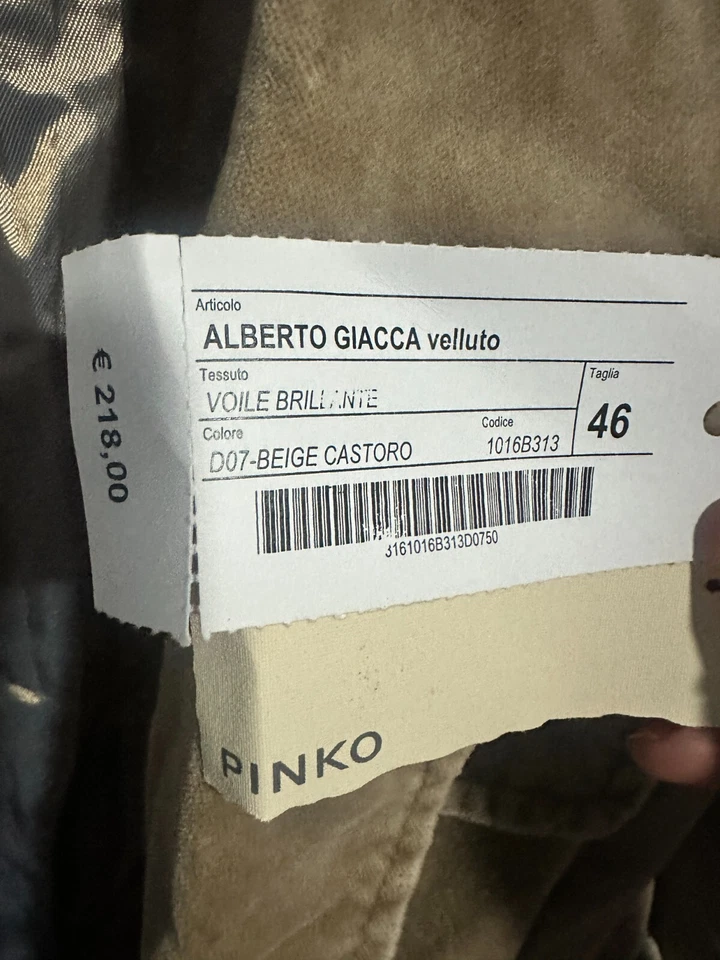 € 218,00
Articolo
ALBERTO GIACCA velluto
Tessuto
VOILE BRILLANTE
Taglia
46
Colore
D07-BEIGE CASTORO
Codice
1016B313
3161016B313D0750
PINKO